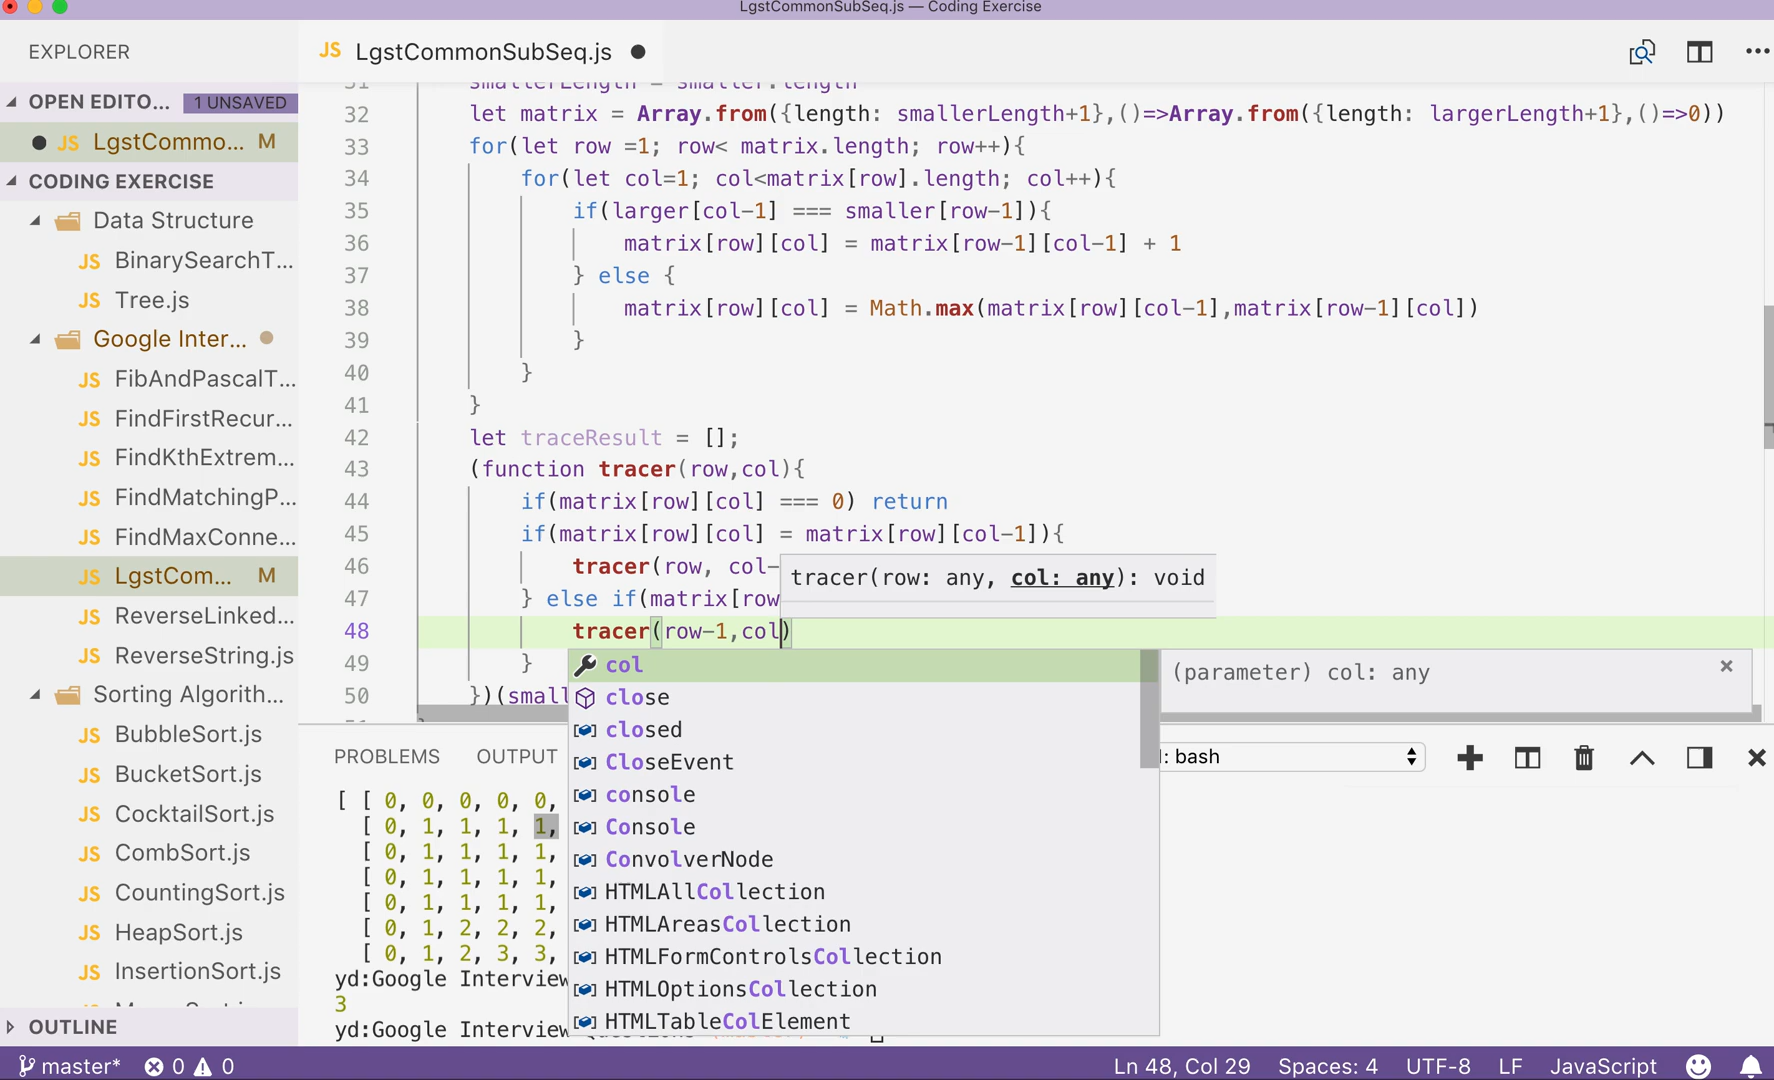 LgstCommonSubSeq.js — Coding Exercise
EXPLORER
JS LgstCommonSubSeq.js
OPEN EDITO... 1 UNSAVED
JS LgstCommo... M
CODING EXERCISE
Data Structure
JS BinarySearchT...
JS Tree.js
Google Inter...
JS FibAndPascalT...
JS FindFirstRecur...
JS FindKthExtrem...
JS FindMatchingP...
JS FindMaxConne...
JS LgstCom... M
JS ReverseLinked...
JS ReverseString.js
Sorting Algorith...
JS BubbleSort.js
JS BucketSort.js
JS CocktailSort.js
JS CombSort.js
JS CountingSort.js
JS HeapSort.js
JS InsertionSort.js
OUTLINE
31 smallerLength = smaller.length
32 let matrix = Array.from({length: smallerLength+1},()=>Array.from({length: largerLength+1},()=>0))
33 for(let row =1; row< matrix.length; row++){
34 for(let col=1; col<matrix[row].length; col++){
35 if(larger[col-1] === smaller[row-1]){
36 matrix[row][col] = matrix[row-1][col-1] + 1
37 } else {
38 matrix[row][col] = Math.max(matrix[row][col-1],matrix[row-1][col])
39 }
40 }
41 }
42 let traceResult = [];
43 (function tracer(row,col){
44 if(matrix[row][col] === 0) return
45 if(matrix[row][col] = matrix[row][col-1]){
46 tracer(row, col-
tracer(row: any, col: any): void
47 } else if(matrix[row
48 tracer(row-1,col)
49 }
50 })(small
col
close
closed
CloseEvent
console
Console
ConvolverNode
HTMLAllCollection
HTMLAreasCollection
HTMLFormControlsCollection
HTMLOptionsCollection
HTMLTableColElement
(parameter) col: any
PROBLEMS OUTPUT
: bash
[ [ 0, 0, 0, 0, 0,
[ 0, 1, 1, 1, 1,
[ 0, 1, 1, 1, 1,
[ 0, 1, 1, 1, 1,
[ 0, 1, 1, 1, 1,
[ 0, 1, 2, 2, 2,
[ 0, 1, 2, 3, 3,
yd:Google Interview
3
yd:Google Interview
master* 0 0
Ln 48, Col 29 Spaces: 4 UTF-8 LF JavaScript